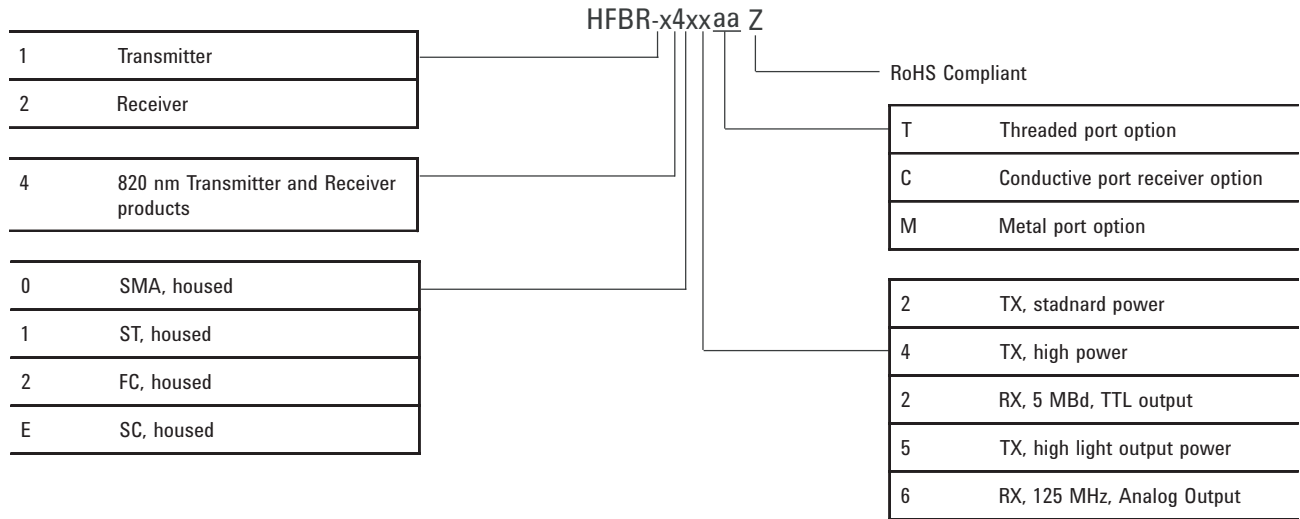 HFBR-x4xxaa Z
1 Transmitter
2 Receiver
4 820 nm Transmitter and Receiver
products
0 SMA, housed
1 ST, housed
2 FC, housed
E SC, housed
RoHS Compliant
T Threaded port option
C Conductive port receiver option
M Metal port option
2 TX, stadnard power
4 TX, high power
2 RX, 5 MBd, TTL output
5 TX, high light output power
6 RX, 125 MHz, Analog Output